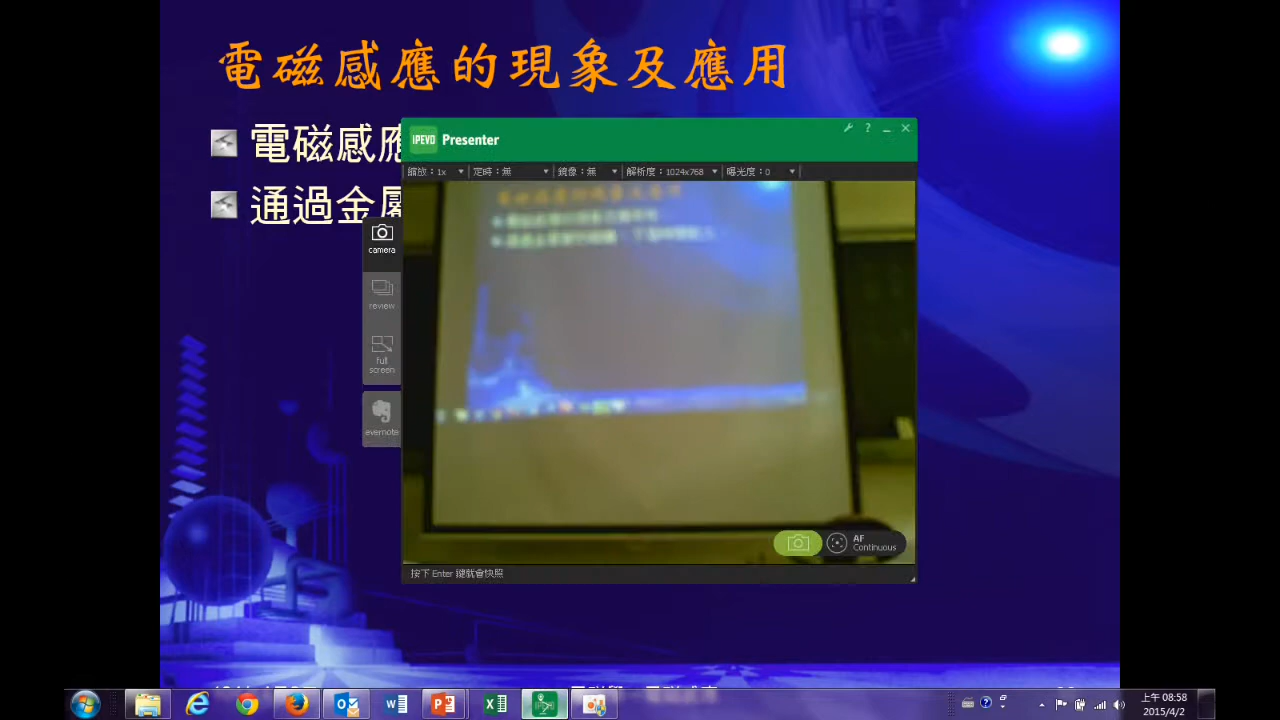 電磁感應的現象及應用
電磁感應
通過金屬
IPEVO Presenter
縮放：1x 定時：無 鏡像：無 解析度：1024x768 曝光度：0
camera
review
full
screen
evernote
AF
Continuous
按下 Enter 鍵就會快照
上午 08:58
2015/4/2